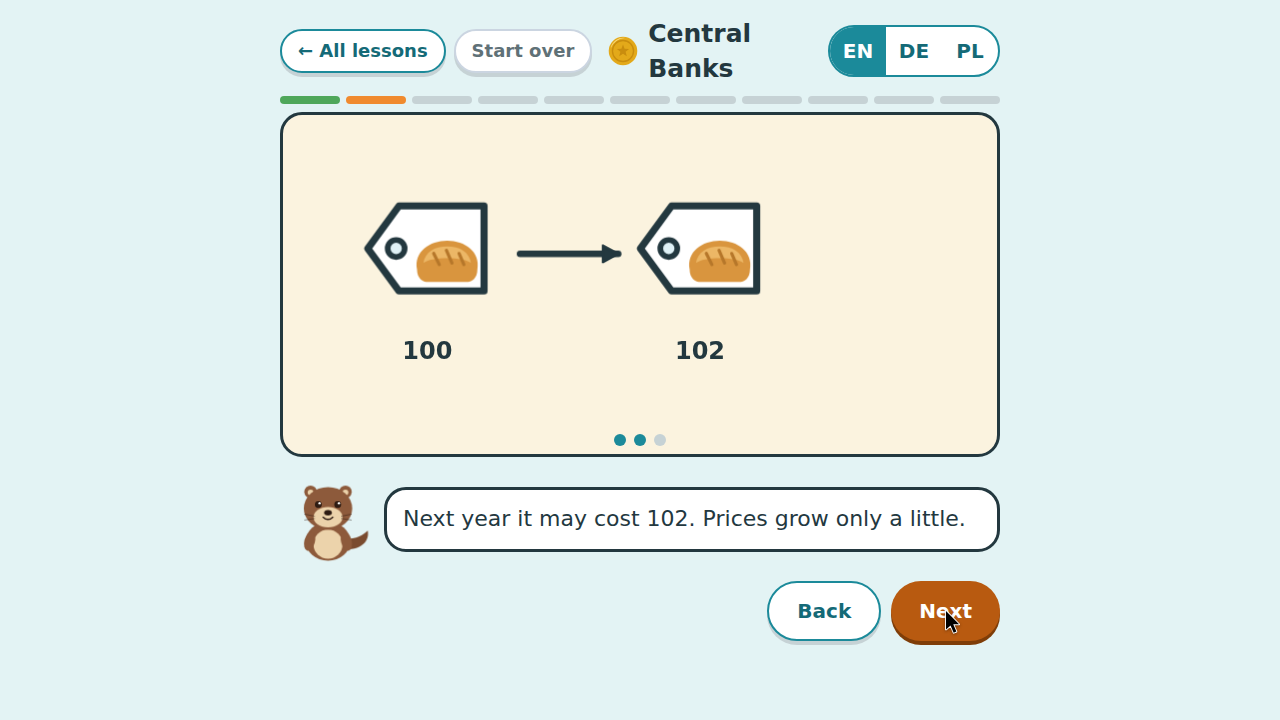 ← All lessons
Start over
Central
Banks
EN DE PL
100
102
Next year it may cost 102. Prices grow only a little.
Back
Next